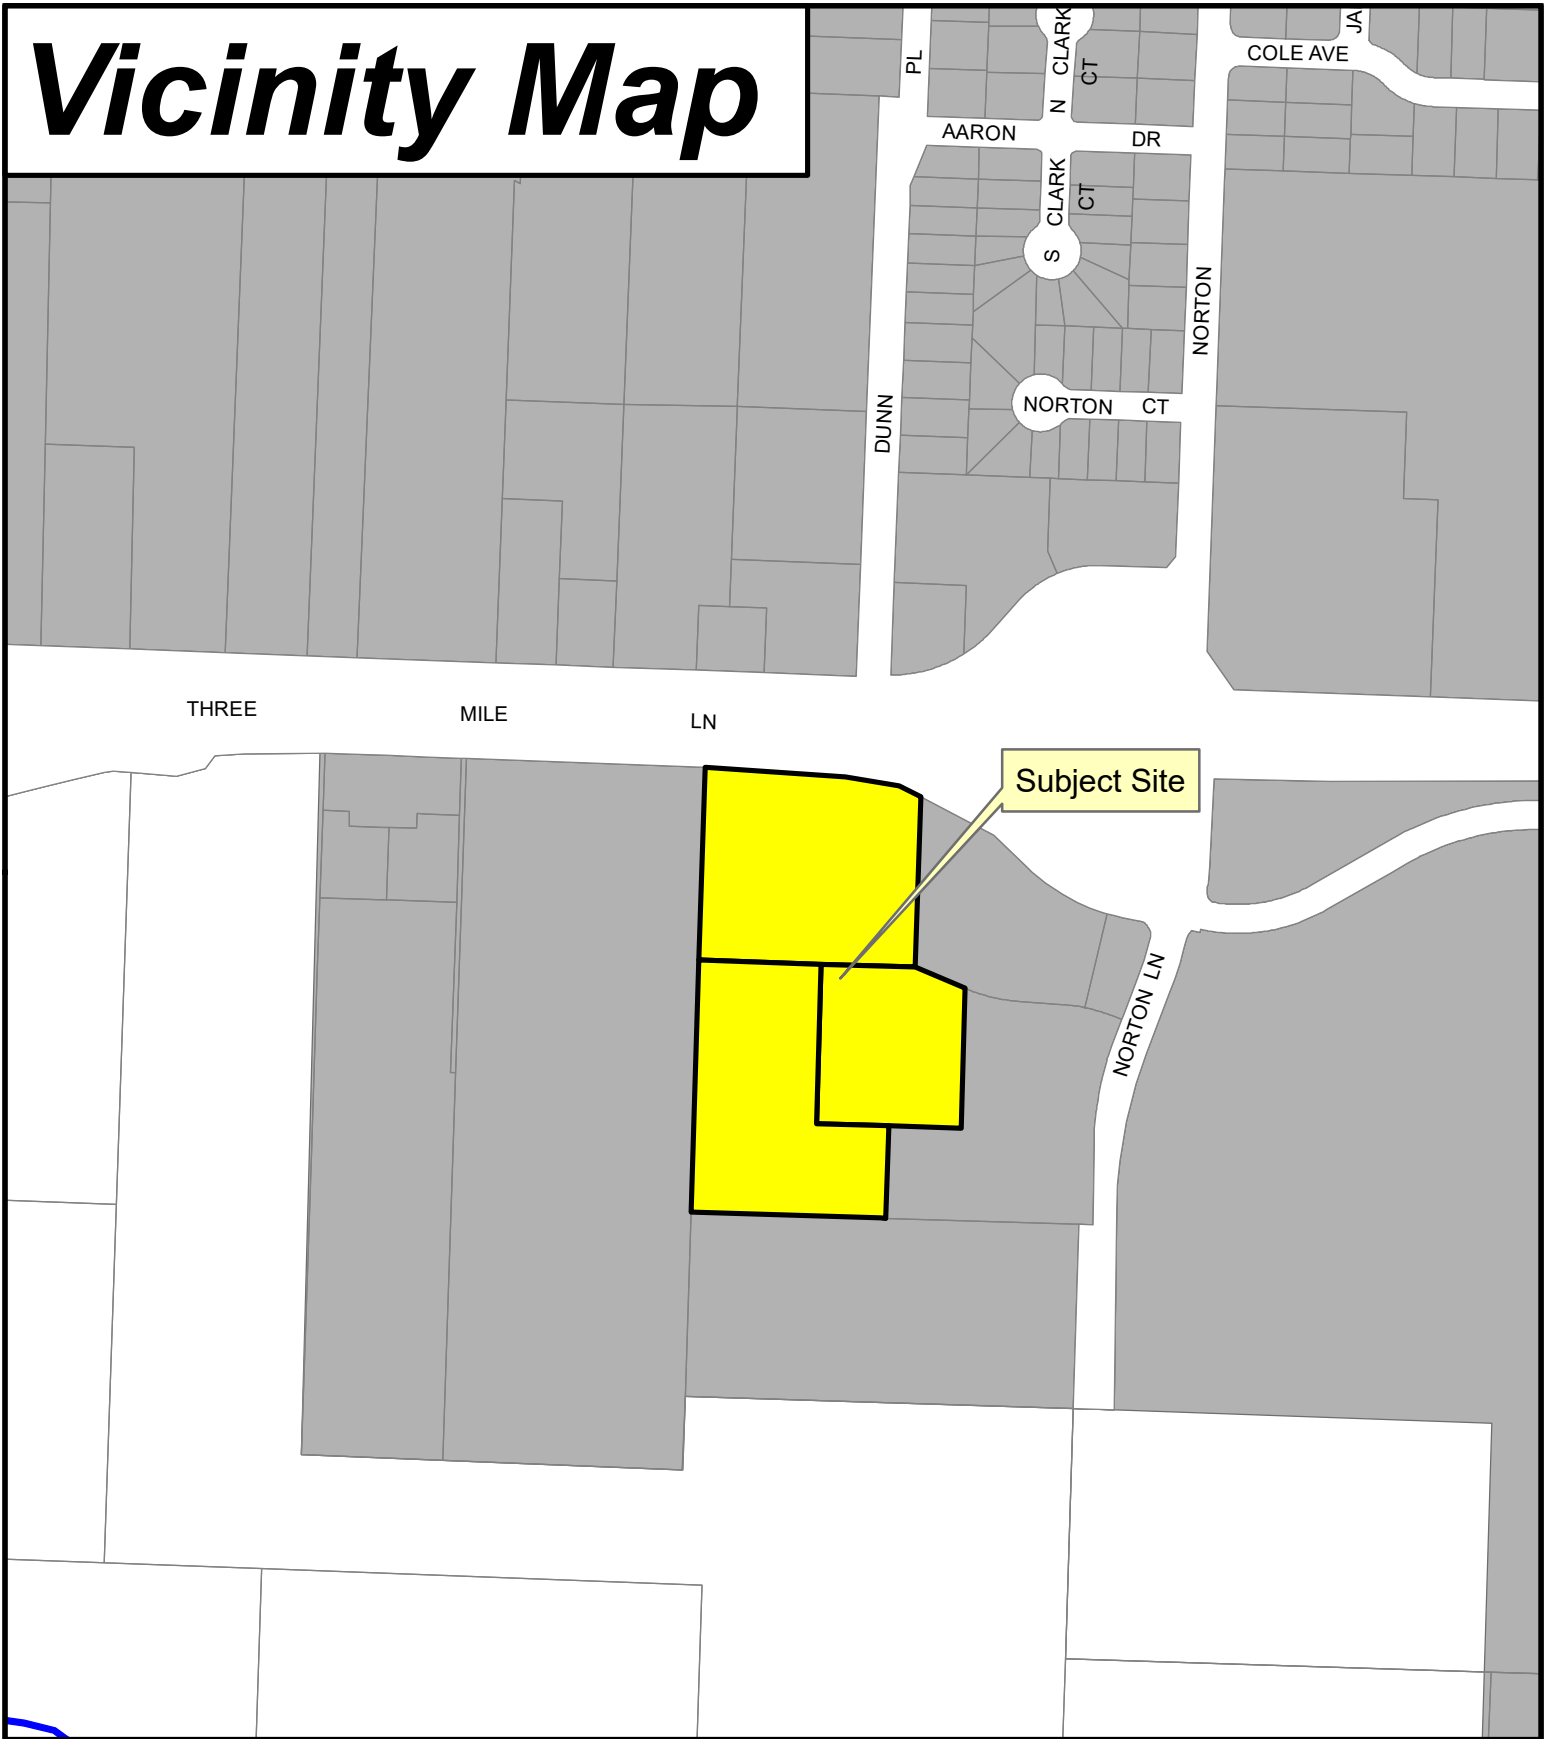 Vicinity Map
JA
COLE AVE
PL
N CLARK CT
AARON DR
S CLARK CT
NORTON
NORTON CT
DUNN
THREE MILE LN
Subject Site
NORTON LN